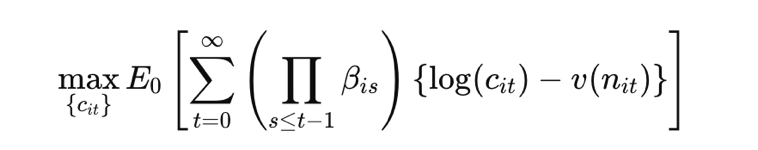 \max_{\{c_{it}\}} E_0 \left[ \sum_{t=0}^{\infty} \left( \prod_{s \leq t-1} \beta_{is} \right) \{\log(c_{it}) - v(n_{it})\} \right]